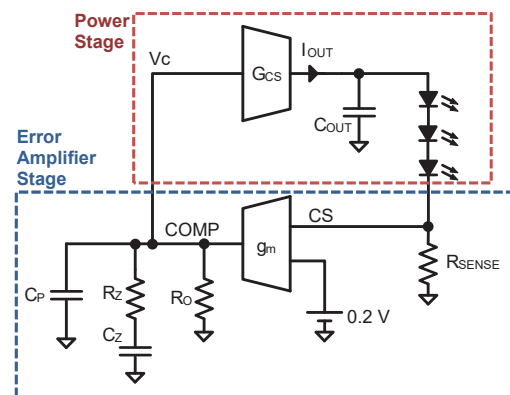 Power
Stage
Vc
GCS
IOUT
COUT
Error
Amplifier
Stage
COMP
gm
CS
CP
RZ
RO
RSENSE
CZ
0.2 V